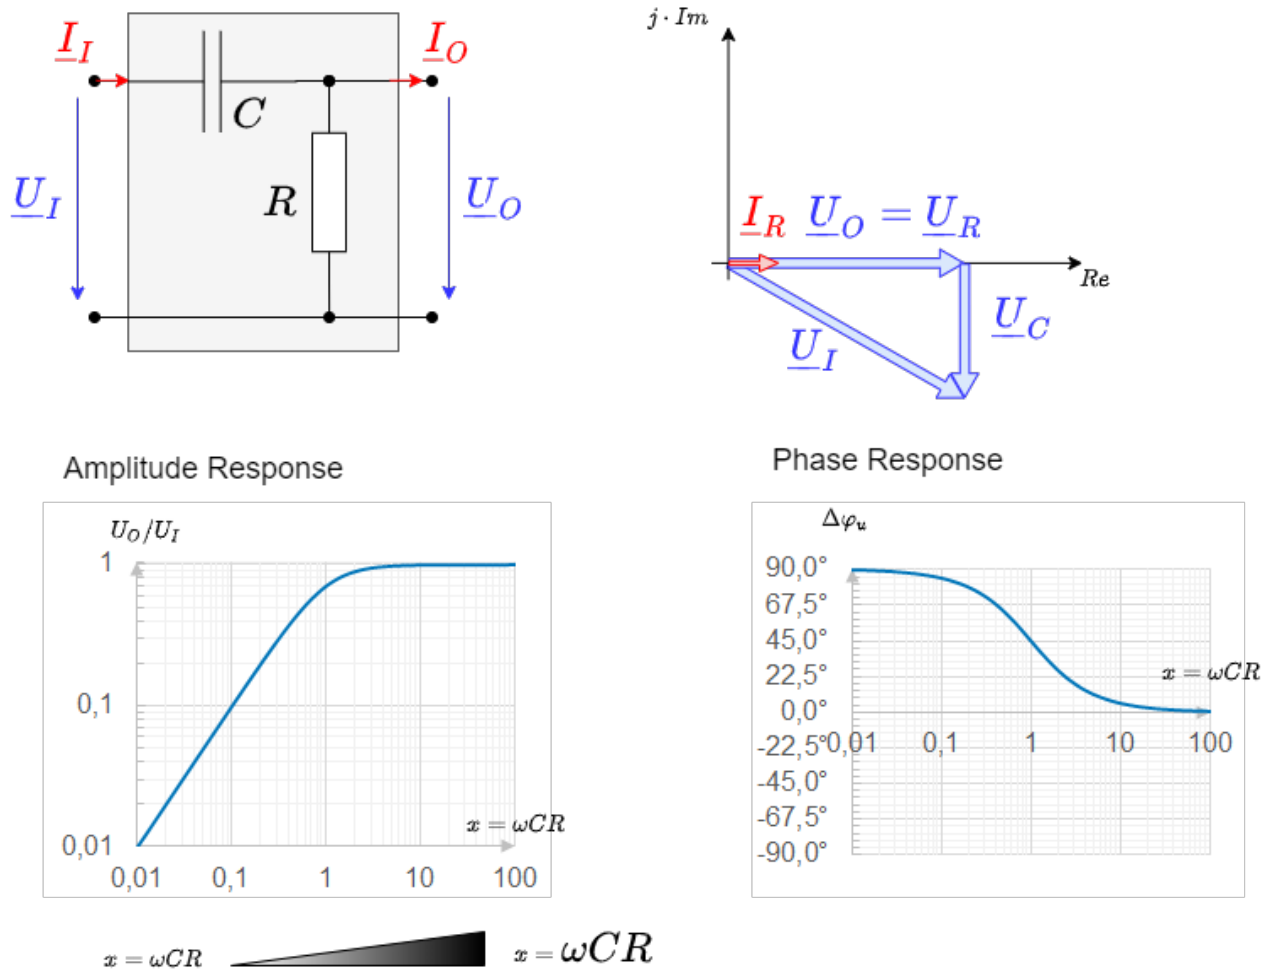 I_I
I_O
C
U_I
R
U_O
j · Im
I_R
U_O = U_R
Re
U_C
U_I
Amplitude Response
U_O/U_I
1
0,1
0,01
x = ωCR
0,01 0,1 1 10 100
Phase Response
Δφ_u
90,0°
67,5°
45,0°
22,5°
x = ωCR
0,0°
-22,5°
0,01 0,1 1 10 100
-45,0°
-67,5°
-90,0°
x = ωCR
x = ωCR